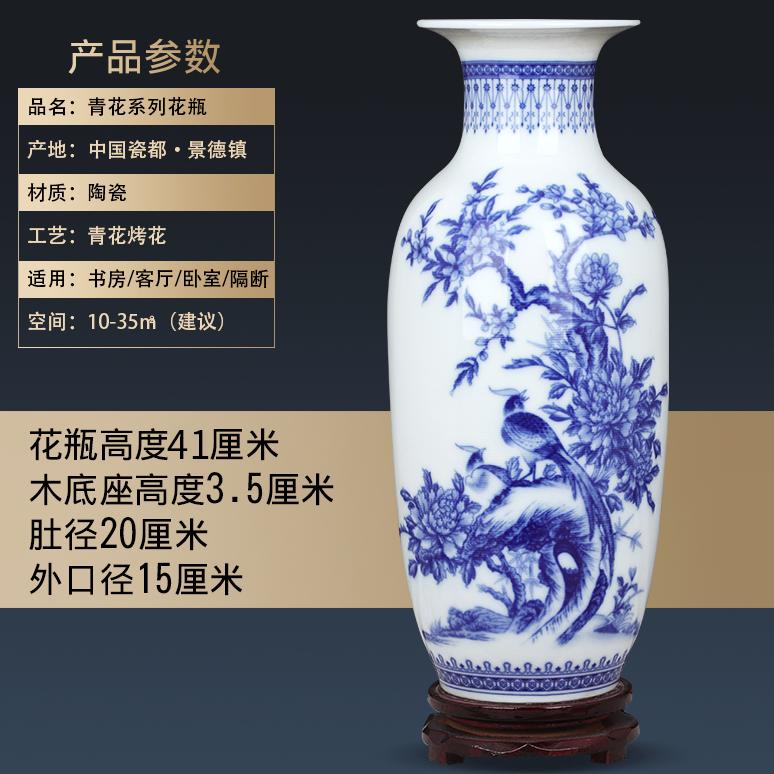 产品参数
品名：青花系列花瓶
产地：中国瓷都·景德镇
材质：陶瓷
工艺：青花烤花
适用：书房/客厅/卧室/隔断
空间：10-35㎡（建议）
花瓶高度41厘米
木底座高度3.5厘米
肚径20厘米
外口径15厘米